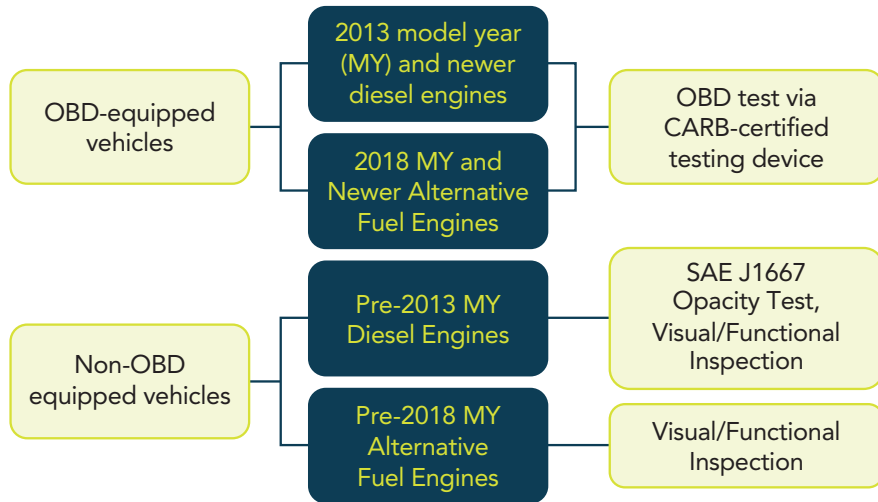 OBD-equipped
vehicles
2013 model year
(MY) and newer
diesel engines
2018 MY and
Newer Alternative
Fuel Engines
OBD test via
CARB-certified
testing device
Non-OBD
equipped vehicles
Pre-2013 MY
Diesel Engines
SAE J1667
Opacity Test,
Visual/Functional
Inspection
Pre-2018 MY
Alternative
Fuel Engines
Visual/Functional
Inspection